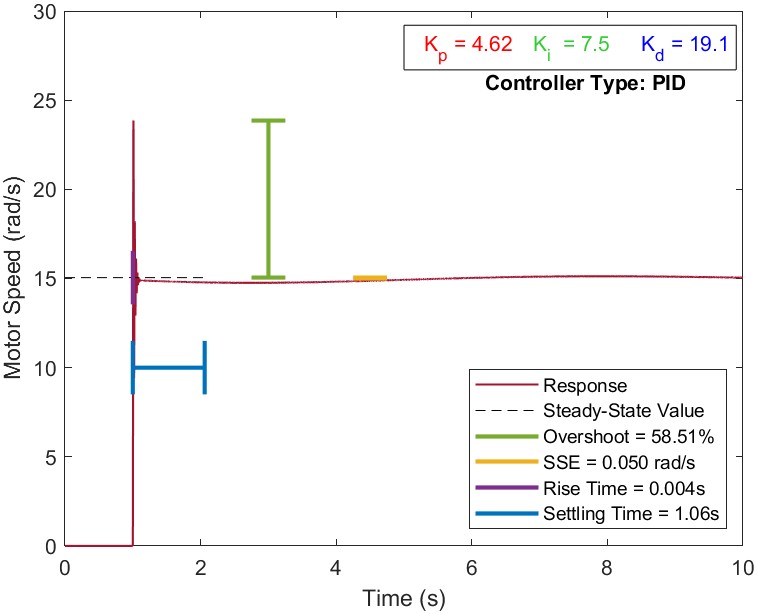 30
25
20
15
10
5
0
Motor Speed (rad/s)
K_p = 4.62 K_i = 7.5 K_d = 19.1
Controller Type: PID
Response
Steady-State Value
Overshoot = 58.51%
SSE = 0.050 rad/s
Rise Time = 0.004s
Settling Time = 1.06s
0 2 4 6 8 10
Time (s)